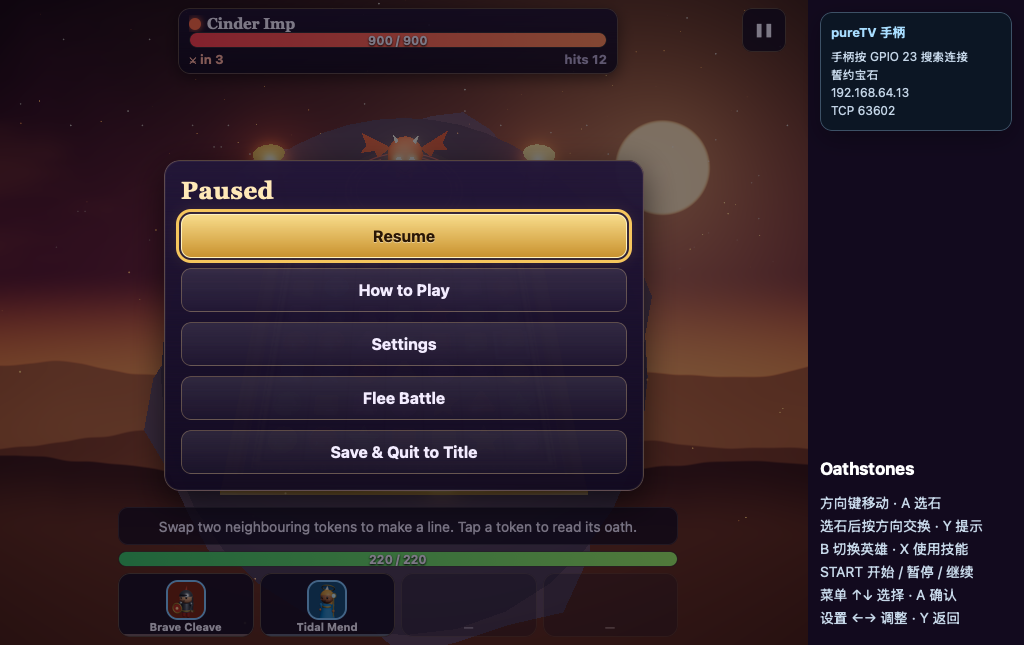 Cinder Imp
900 / 900
⚔ in 3
hits 12
Paused
Resume
How to Play
Settings
Flee Battle
Save & Quit to Title
Swap two neighbouring tokens to make a line. Tap a token to read its oath.
220 / 220
Brave Cleave
Tidal Mend
—
—
pureTV 手柄
手柄按 GPIO 23 搜索连接
誓约宝石
192.168.64.13
TCP 63602
Oathstones
方向键移动 · A 选石
选石后按方向交换 · Y 提示
B 切换英雄 · X 使用技能
START 开始 / 暂停 / 继续
菜单 ↑↓ 选择 · A 确认
设置 ←→ 调整 · Y 返回